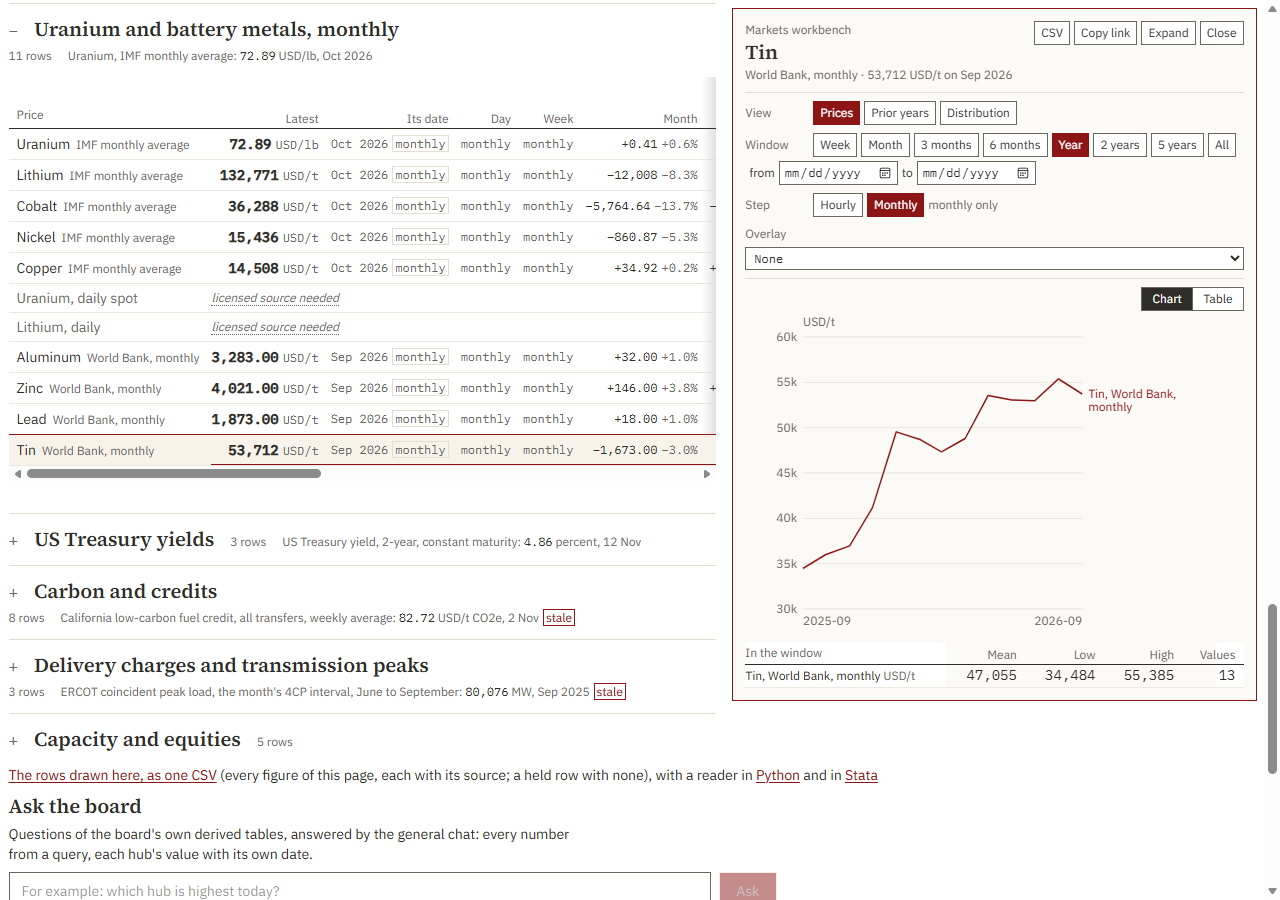 – Uranium and battery metals, monthly
11 rows Uranium, IMF monthly average: 72.89 USD/lb, Oct 2026
Price Latest Its date Day Week Month
Uranium IMF monthly average 72.89 USD/lb Oct 2026 monthly monthly monthly +0.41 +0.6%
Lithium IMF monthly average 132,771 USD/t Oct 2026 monthly monthly monthly −12,008 −8.3%
Cobalt IMF monthly average 36,288 USD/t Oct 2026 monthly monthly monthly −5,764.64 −13.7% −
Nickel IMF monthly average 15,436 USD/t Oct 2026 monthly monthly monthly −860.87 −5.3%
Copper IMF monthly average 14,508 USD/t Oct 2026 monthly monthly monthly +34.92 +0.2% +
Uranium, daily spot licensed source needed
Lithium, daily licensed source needed
Aluminum World Bank, monthly 3,283.00 USD/t Sep 2026 monthly monthly monthly +32.00 +1.0%
Zinc World Bank, monthly 4,021.00 USD/t Sep 2026 monthly monthly monthly +146.00 +3.8% +
Lead World Bank, monthly 1,873.00 USD/t Sep 2026 monthly monthly monthly +18.00 +1.0%
Tin World Bank, monthly 53,712 USD/t Sep 2026 monthly monthly monthly −1,673.00 −3.0%
+ US Treasury yields 3 rows US Treasury yield, 2-year, constant maturity: 4.86 percent, 12 Nov
+ Carbon and credits
8 rows California low-carbon fuel credit, all transfers, weekly average: 82.72 USD/t CO2e, 2 Nov stale
+ Delivery charges and transmission peaks
3 rows ERCOT coincident peak load, the month's 4CP interval, June to September: 80,076 MW, Sep 2025 stale
+ Capacity and equities 5 rows
The rows drawn here, as one CSV (every figure of this page, each with its source; a held row with none), with a reader in Python and in Stata
Ask the board
Questions of the board's own derived tables, answered by the general chat: every number
from a query, each hub's value with its own date.
For example: which hub is highest today? Ask
Markets workbench
CSV Copy link Expand Close
Tin
World Bank, monthly · 53,712 USD/t on Sep 2026
View Prices Prior years Distribution
Window Week Month 3 months 6 months Year 2 years 5 years All
from mm/dd/yyyy to mm/dd/yyyy
Step Hourly Monthly monthly only
Overlay
None
Chart Table
USD/t
60k
55k
Tin, World Bank,
monthly
50k
45k
40k
35k
30k
2025-09 2026-09
In the window Mean Low High Values
Tin, World Bank, monthly USD/t 47,055 34,484 55,385 13